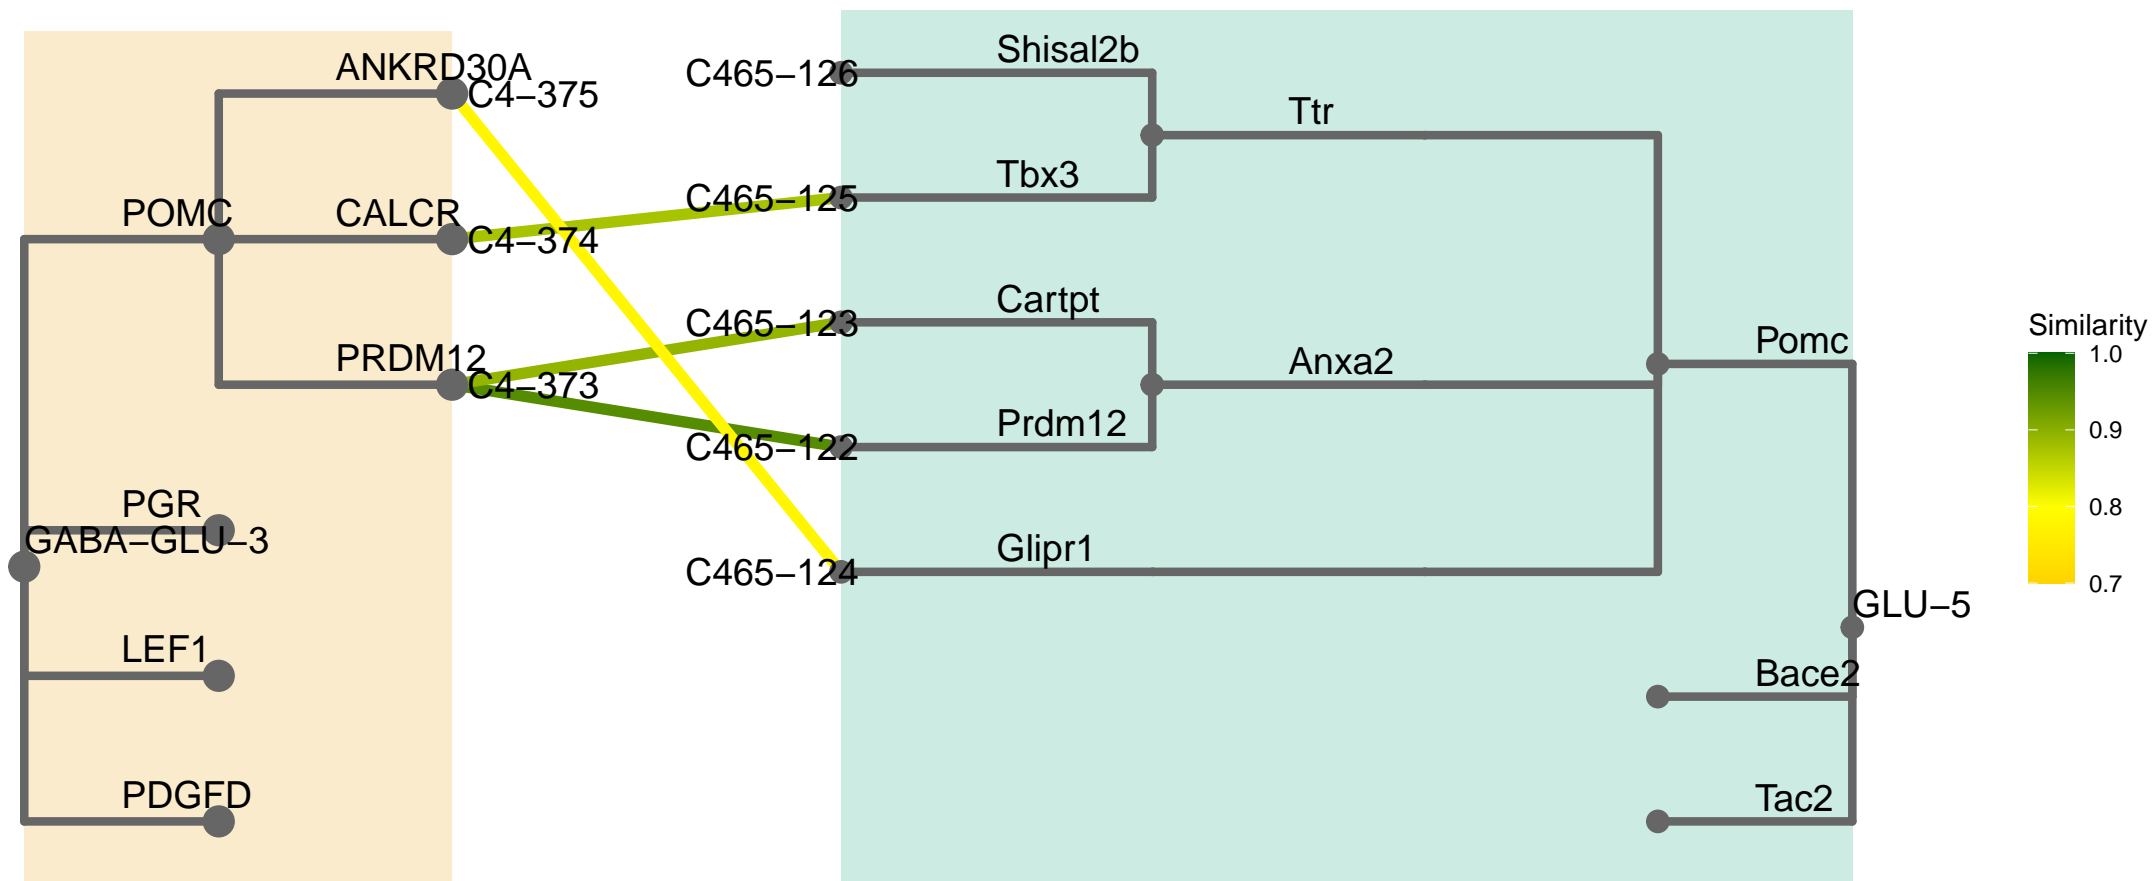 ANKRD30A
C4−375
POMC
CALCR
C4−374
PRDM12
C4−373
PGR
GABA−GLU−3
LEF1
PDGFD
C465−126
C465−125
C465−123
C465−122
C465−124
Shisal2b
Ttr
Tbx3
Cartpt
Anxa2
Prdm12
Glipr1
Pomc
GLU−5
Bace2
Tac2
Similarity
1.0
0.9
0.8
0.7